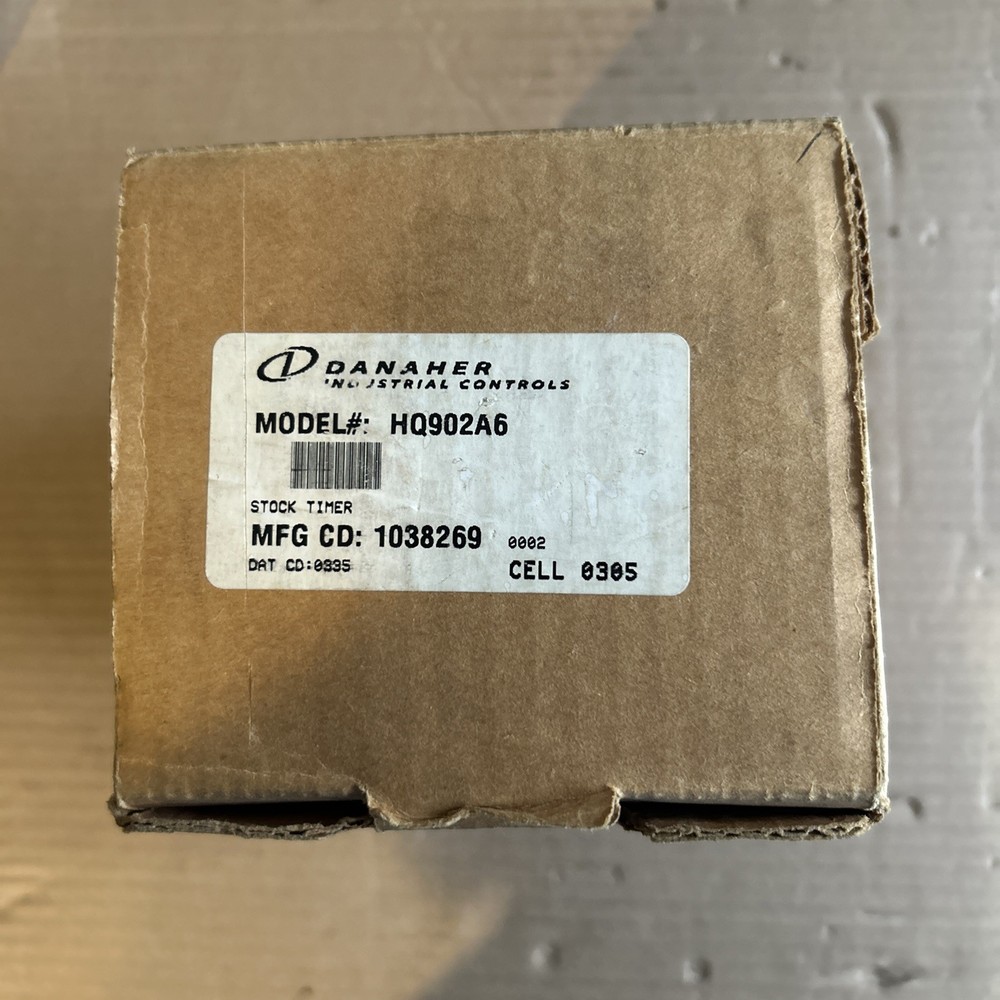 DANAHER
INDUSTRIAL CONTROLS
MODEL#: HQ902A6
STOCK TIMER
MFG CD: 1038269 0002
DAT CD:0335
CELL 0305